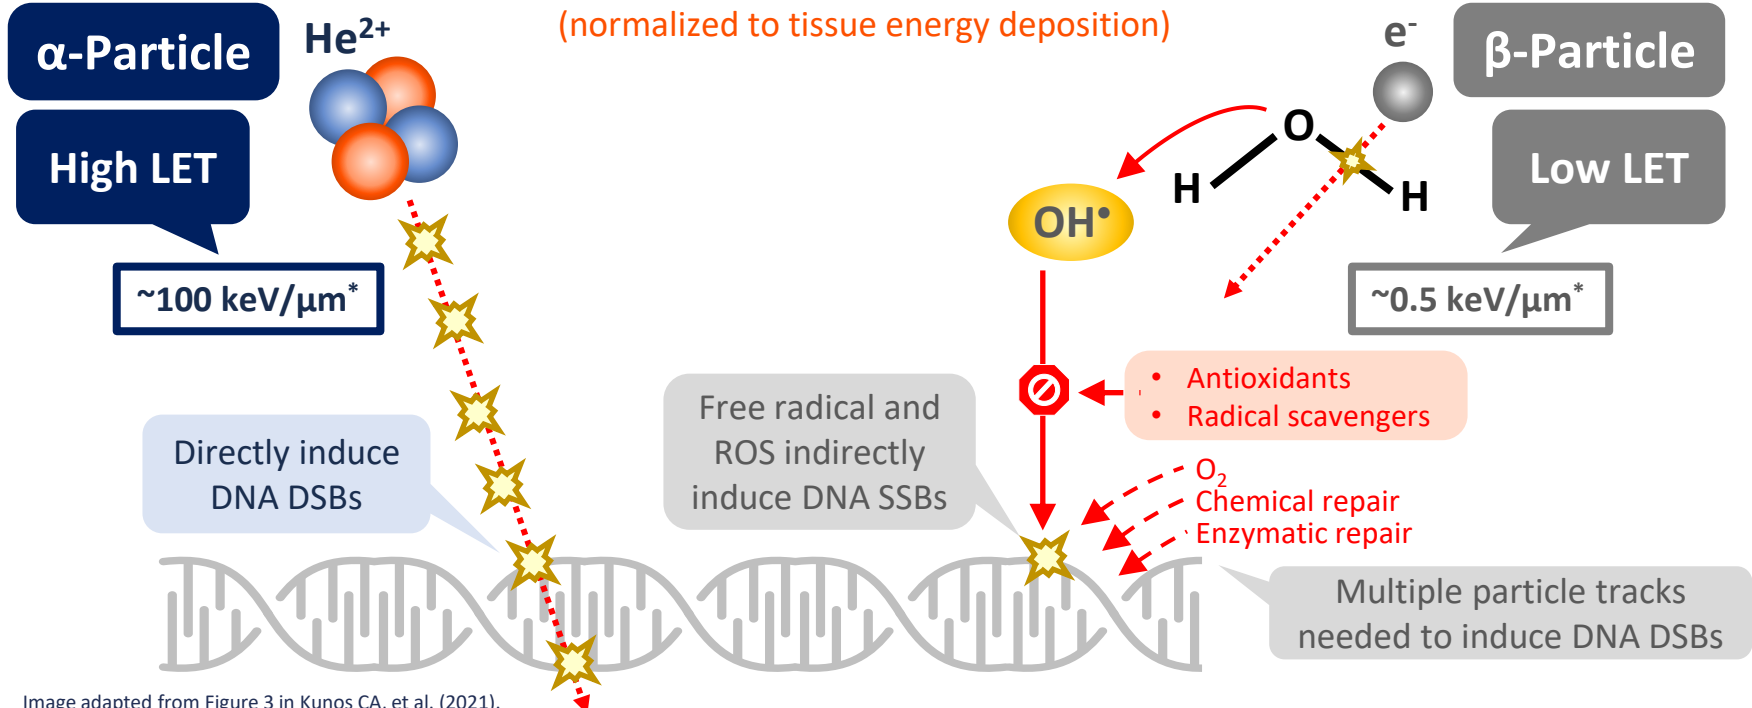 (normalized to tissue energy deposition)
α-Particle
He²⁺
High LET
~100 keV/μm*
e⁻
β-Particle
O
H
H
Low LET
~0.5 keV/μm*
OH•
• Antioxidants
• Radical scavengers
Directly induce
DNA DSBs
Free radical and
ROS indirectly
induce DNA SSBs
O₂
Chemical repair
Enzymatic repair
Multiple particle tracks
needed to induce DNA DSBs
Image adapted from Figure 3 in Kunos CA, et al. (2021).